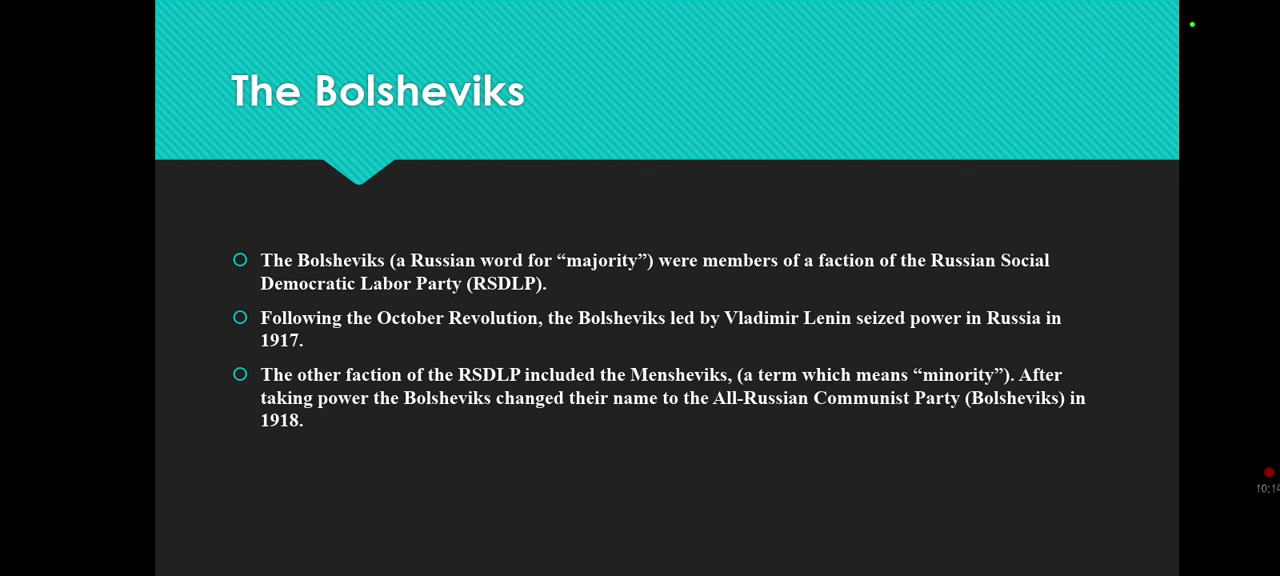 The Bolsheviks
The Bolsheviks (a Russian word for “majority”) were members of a faction of the Russian Social
Democratic Labor Party (RSDLP).
Following the October Revolution, the Bolsheviks led by Vladimir Lenin seized power in Russia in
1917.
The other faction of the RSDLP included the Mensheviks, (a term which means “minority”). After
taking power the Bolsheviks changed their name to the All-Russian Communist Party (Bolsheviks) in
1918.
10:14